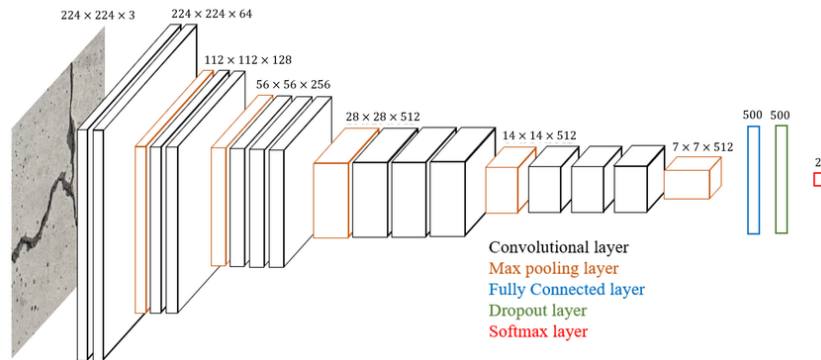 224 × 224 × 3
224 × 224 × 64
112 × 112 × 128
56 × 56 × 256
28 × 28 × 512
14 × 14 × 512
7 × 7 × 512
500
500
2
Convolutional layer
Max pooling layer
Fully Connected layer
Dropout layer
Softmax layer